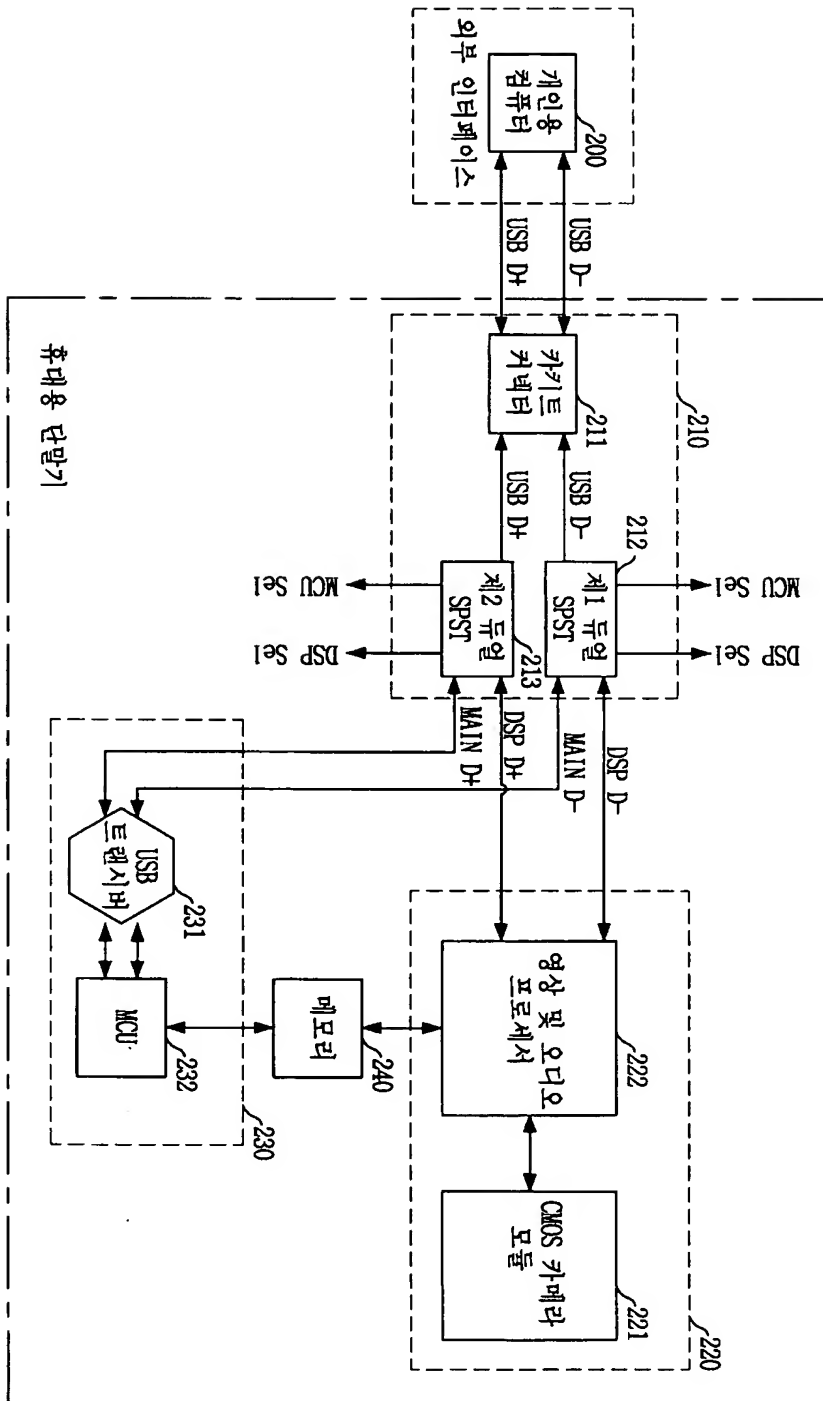 외부 인터페이스
개인용
컴퓨터
200
USB D-
USB D+
휴대용 단말기
210
카키트
커넥터
211
USB D-
USB D+
212
제1 듀얼
SPST
MCU Sel
DSP Sel
제2 듀얼
SPST
213
MCU Sel
DSP Sel
DSP D-
MAIN D-
DSP D+
MAIN D+
220
영상 및 오디오
프로세서
222
CMOS 카메라
모듈
221
메모리
240
230
USB
트랜시버
231
MCU
232